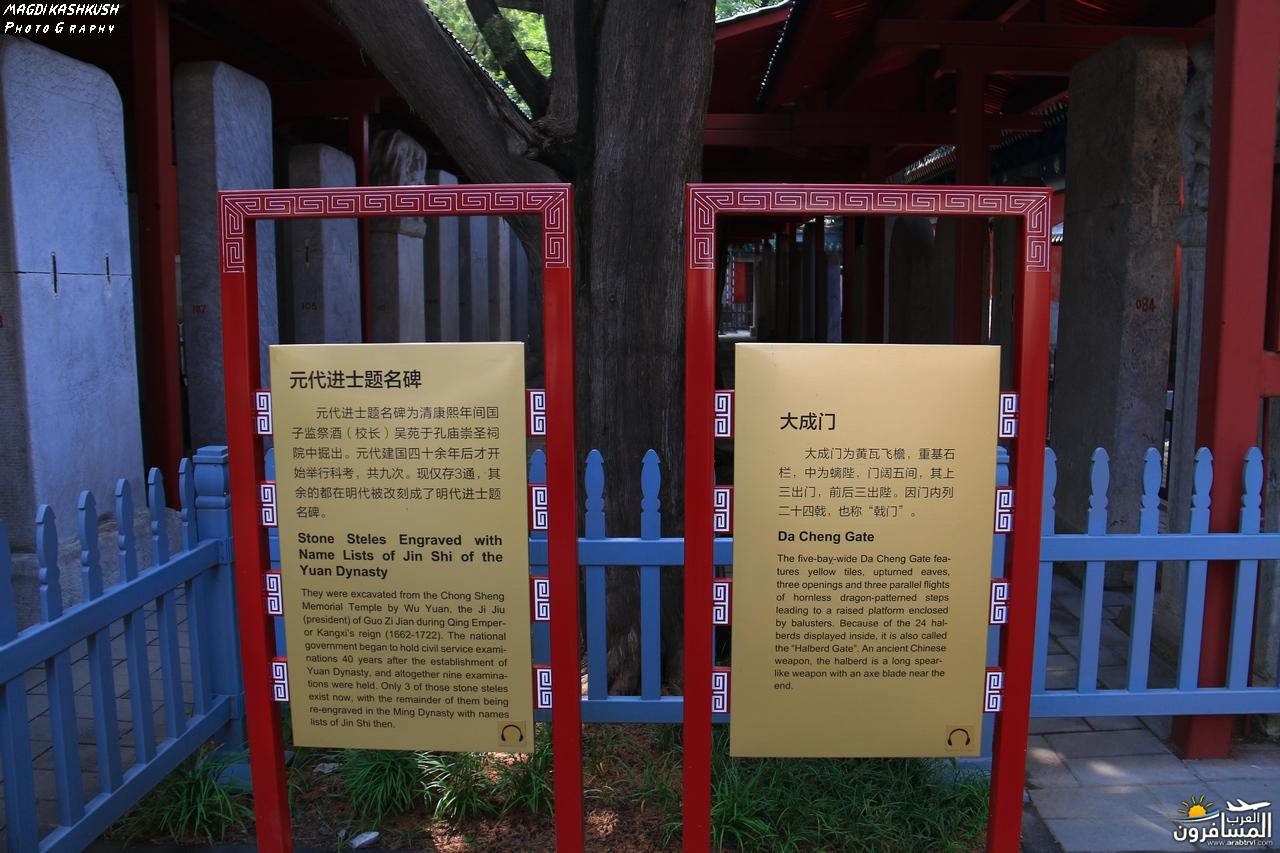 MAGDI KASHKUSH
PHOTOGRAPHY
107
105
084
元代进士题名碑
元代进士题名碑为清康熙年间国
子监祭酒（校长）吴苑于孔庙崇圣祠
院中掘出。元代建国四十余年后才开
始举行科考，共九次。现仅存3通，其
余的都在明代被改刻成了明代进士题
名碑。
Stone Steles Engraved with
Name Lists of Jin Shi of the
Yuan Dynasty
They were excavated from the Chong Sheng
Memorial Temple by Wu Yuan, the Ji Jiu
(president) of Guo Zi Jian during Qing Emper-
or Kangxi's reign (1662-1722). The national
government began to hold civil service exami-
nations 40 years after the establishment of
Yuan Dynasty, and altogether nine examina-
tions were held. Only 3 of those stone steles
exist now, with the remainder of them being
re-engraved in the Ming Dynasty with names
lists of Jin Shi then.
大成门
大成门为黄瓦飞檐，重基石
栏，中为螭陛，门阔五间，其上
三出门，前后三出陛。因门内列
二十四戟，也称“戟门”。
Da Cheng Gate
The five-bay-wide Da Cheng Gate fea-
tures yellow tiles, upturned eaves,
three openings and three parallel flights
of hornless dragon-patterned steps
leading to a raised platform enclosed
by balusters. Because of the 24 hal-
berds displayed inside, it is also called
the “Halberd Gate”. An ancient Chinese
weapon, the halberd is a long spear-
like weapon with an axe blade near the
end.
العرب
المسافرون
www.arabtrvl.com